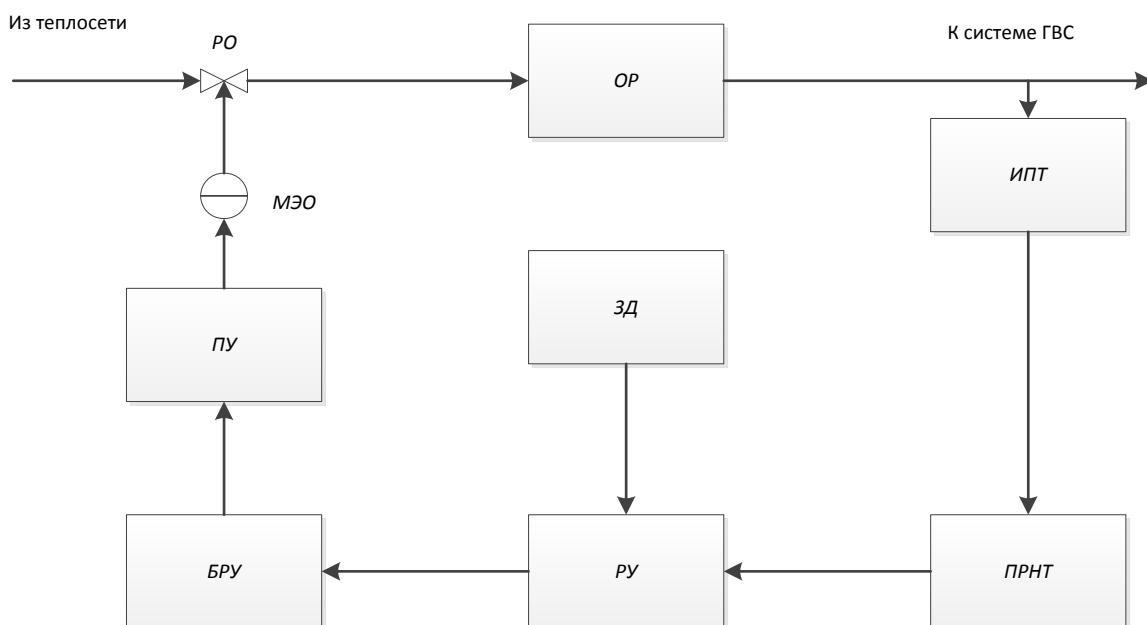 Из теплосети
РО
К системе ГВС
ОР
ИПТ
МЭО
ЗД
ПУ
БРУ
РУ
ПРНТ